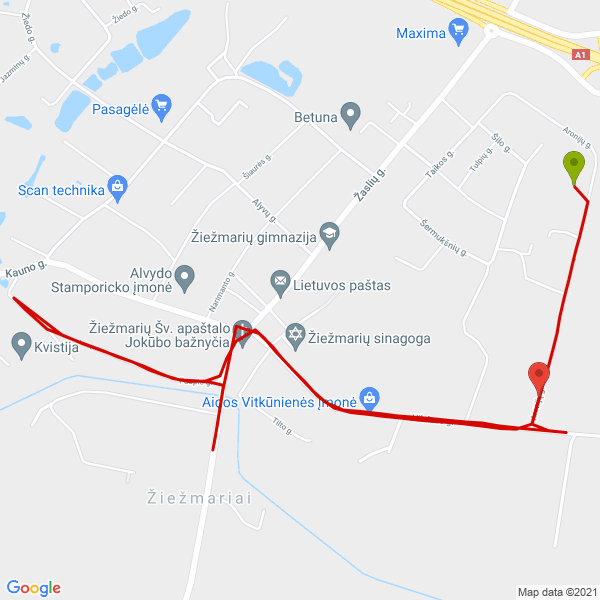 Žiedo g.
Žiedo g.
Jazminų g.
Maxima
A1
Pasagėlė
Betuna
Aronijų g.
Šilo g.
Tulpių g.
Taikos g.
Šiaurės g.
Scan technika
Žaslių g.
Alyvų g.
Šermukšnių g.
Žiežmarių gimnazija
Kauno g.
Alvydo
Stamporicko įmonė
Narimanto g.
Lietuvos paštas
Žiežmarių Šv. apaštalo
Jokūbo bažnyčia
Žiežmarių sinagoga
Kvistija
Aidos Vitkūnienės įmonė
Tilto g.
Žiežmariai
Google
Map data ©2021